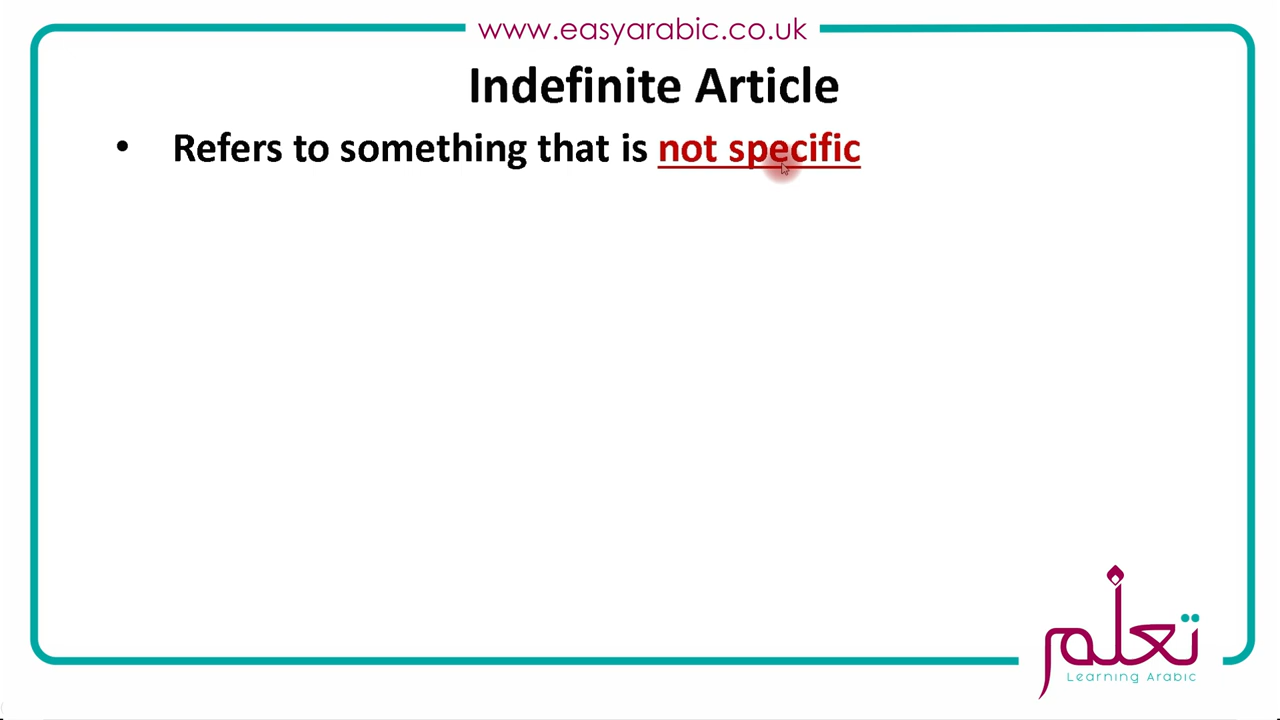 www.easyarabic.co.uk
Indefinite Article
• Refers to something that is not specific
تعلم
Learning Arabic